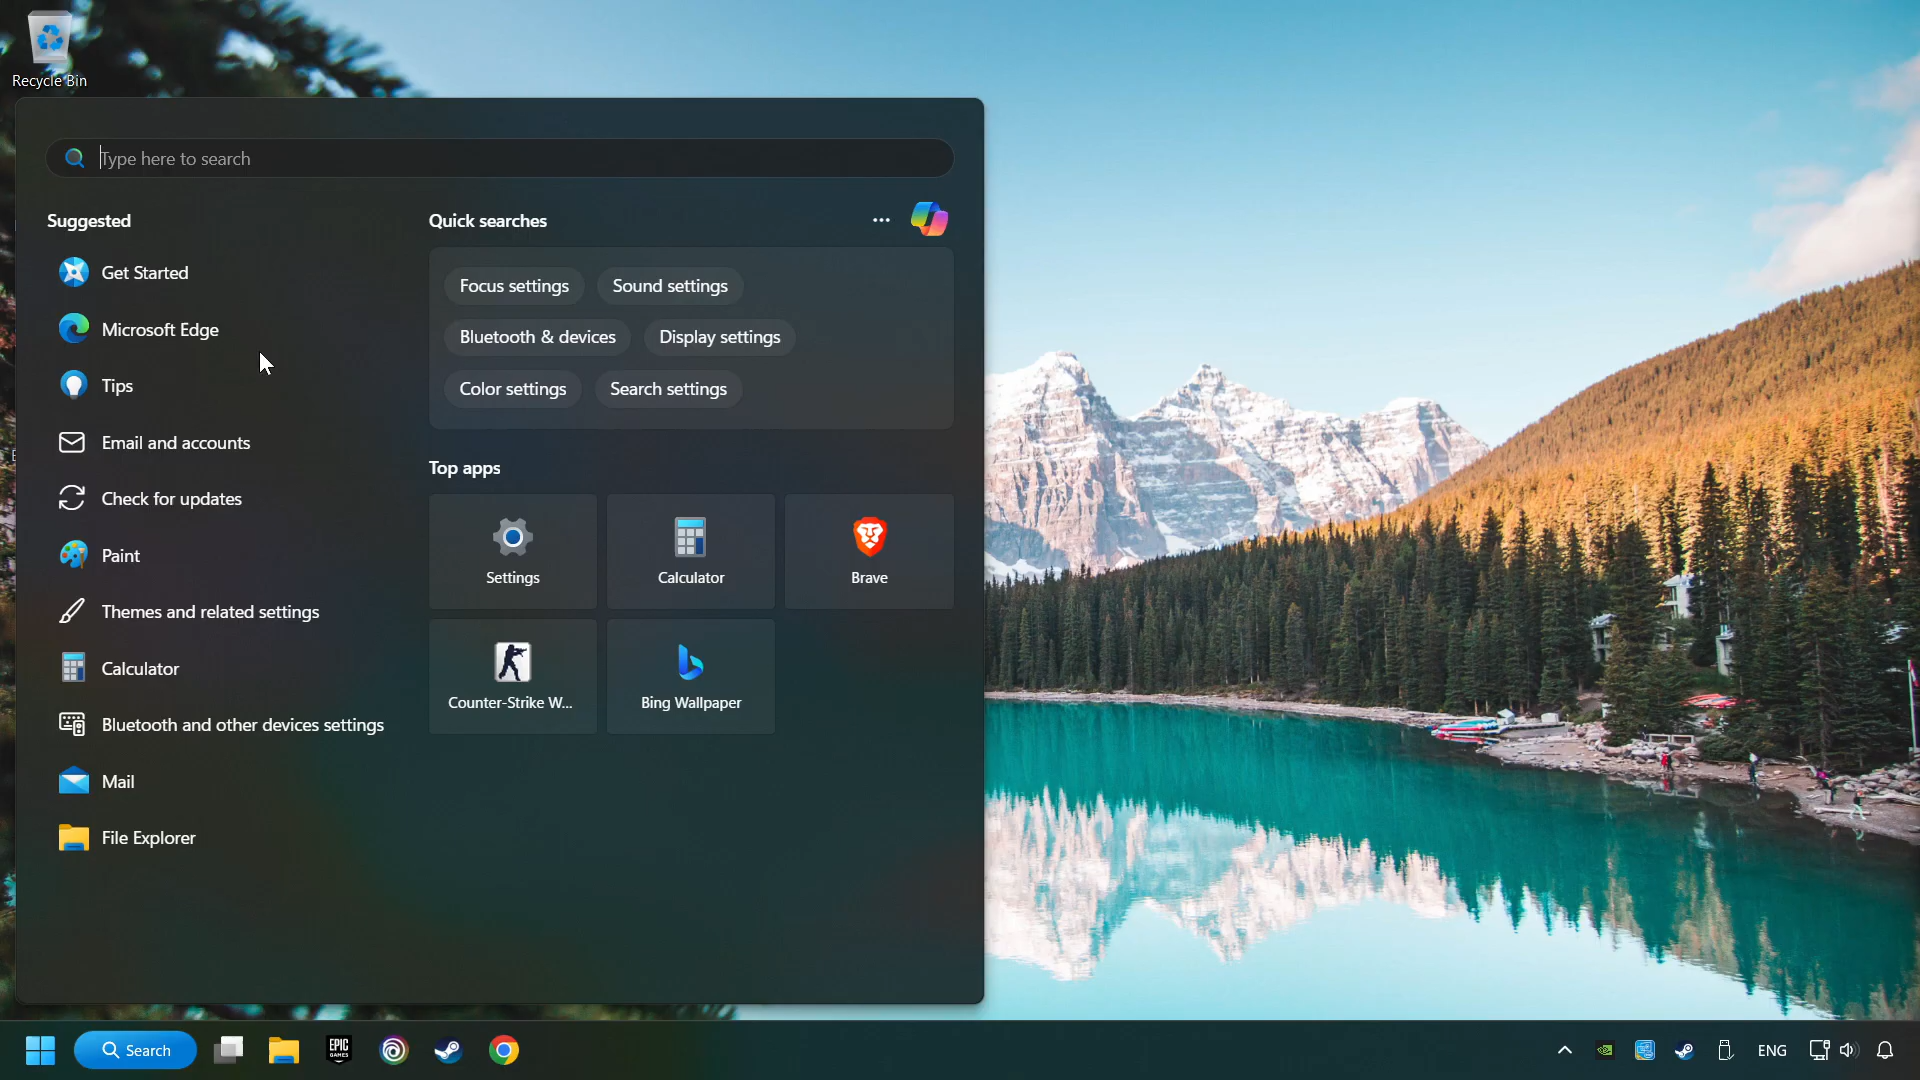 Recycle Bin
Type here to search
Suggested
Get Started
Microsoft Edge
Tips
Email and accounts
Check for updates
Paint
Themes and related settings
Calculator
Bluetooth and other devices settings
Mail
File Explorer
Quick searches
Focus settings
Sound settings
Bluetooth & devices
Display settings
Color settings
Search settings
Top apps
Settings
Calculator
Brave
Counter-Strike W...
Bing Wallpaper
Search
EPIC
GAMES
ENG